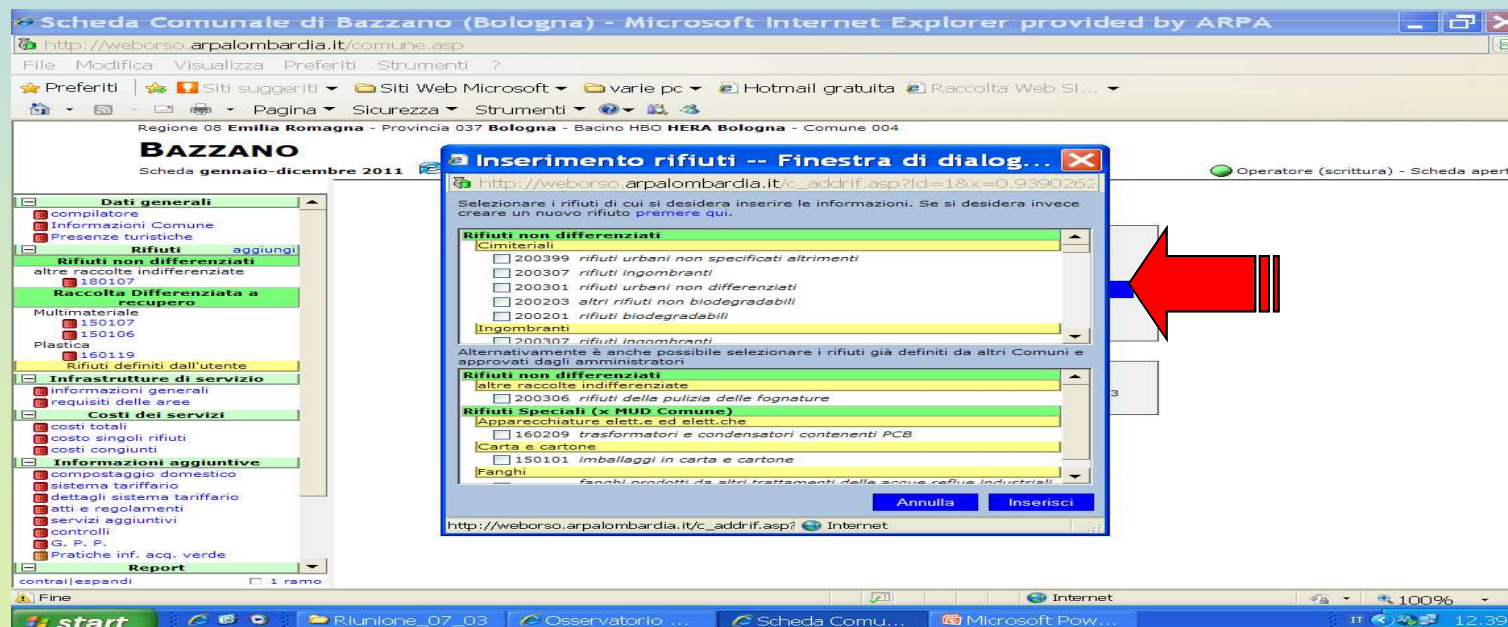 Scheda Comunale di Bazzano (Bologna) - Microsoft Internet Explorer provided by ARPA
http://weborso.arpalombardia.it/comune.asp
File Modifica Visualizza Preferiti Strumenti ?
Preferiti Siti suggeriti Siti Web Microsoft varie pc Hotmail gratuita Raccolta Web Sl...
Pagina Sicurezza Strumenti
Regione 08 Emilia Romagna - Provincia 037 Bologna - Bacino HBO HERA Bologna - Comune 004
BAZZANO
Scheda gennaio-dicembre 2011
Operatore (scrittura) - Scheda apert
Dati generali
compilatore
Informazioni Comune
Presenze turistiche
Rifiuti aggiungi
Rifiuti non differenziati
altre raccolte indifferenziate
180107
Raccolta Differenziata a
recupero
Multimateriale
150107
150106
Plastica
160119
Rifiuti definiti dall'utente
Infrastrutture di servizio
informazioni generali
requisiti delle aree
Costi dei servizi
costi totali
costo singoli rifiuti
costi congiunti
Informazioni aggiuntive
compostaggio domestico
sistema tariffario
dettagli sistema tariffario
atti e regolamenti
servizi aggiuntivi
controlli
G. P. P.
Pratiche inf. acq. verde
Report
contrai|espandi 1 ramo
Inserimento rifiuti -- Finestra di dialog...
http://weborso.arpalombardia.it/c_addrif.asp?Id=1&x=0.9390262
Selezionare i rifiuti di cui si desidera inserire le informazioni. Se si desidera invece
creare un nuovo rifiuto premere qui.
Rifiuti non differenziati
Cimiteriali
200399 rifiuti urbani non specificati altrimenti
200307 rifiuti ingombranti
200301 rifiuti urbani non differenziati
200203 altri rifiuti non biodegradabili
200201 rifiuti biodegradabili
Ingombranti
200307 rifiuti ingombranti
Alternativamente è anche possibile selezionare i rifiuti già definiti da altri Comuni e
approvati dagli amministratori
Rifiuti non differenziati
altre raccolte indifferenziate
200306 rifiuti della pulizia delle fognature
Rifiuti Speciali (x MUD Comune)
Apparecchiature elett.e ed elett.che
160209 trasformatori e condensatori contenenti PCB
Carta e cartone
150101 imballaggi in carta e cartone
Fanghi
fanghi prodotti da altri trattamenti delle acque reflue industriali
Annulla Inserisci
http://weborso.arpalombardia.it/c_addrif.asp? Internet
3
Fine Internet 100%
start Riunione_07_03 Osservatorio ... Scheda Comu... Microsoft Pow... IT 12.39